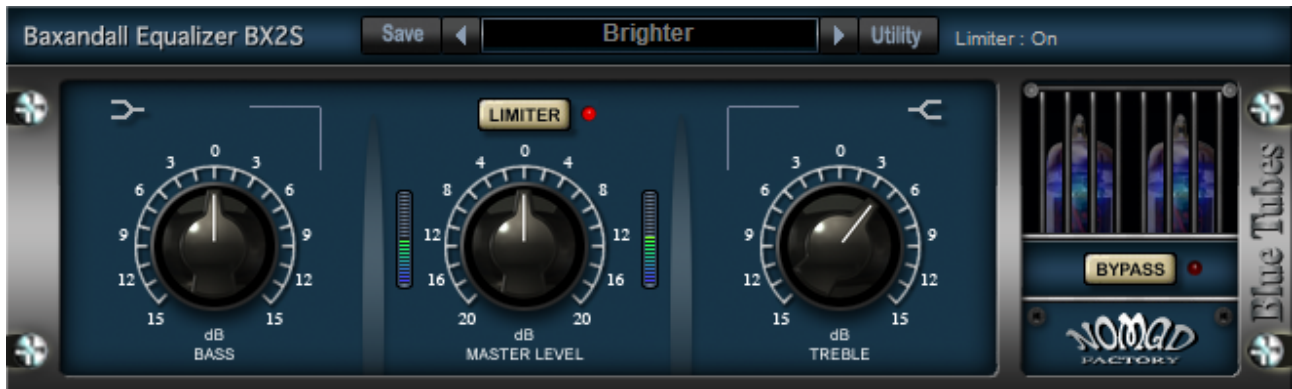 Baxandall Equalizer BX2S Save Brighter Utility Limiter : On
LIMITER
0 0 0
3 3 4 4 3 3
6 6 8 8 6 6
9 9 12 12 9 9
12 12 16 16 12 12
15 15 20 20 15 15
dB dB dB
BASS MASTER LEVEL TREBLE
BYPASS
NOMAD
FACTORY
Blue Tubes